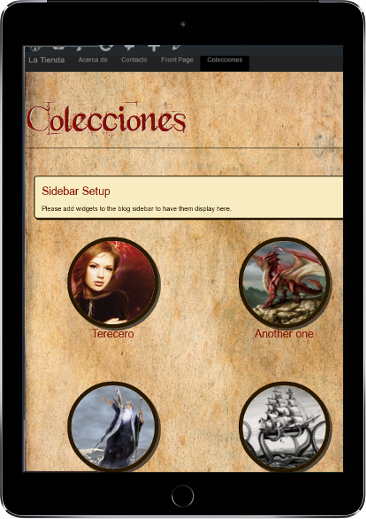 La Tienda Acerca de Contacto Front Page Colecciones
Colecciones
Sidebar Setup
Please add widgets to the blog sidebar to have them display here.
Terecero Another one